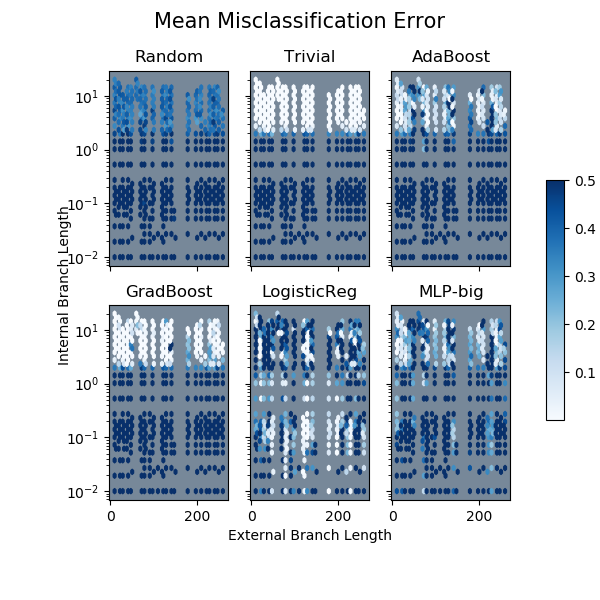 Mean Misclassification Error
Random Trivial AdaBoost
10¹
10⁰
10⁻¹
10⁻²
GradBoost LogisticReg MLP-big
10¹
10⁰
10⁻¹
10⁻²
0 200 0 200 0 200
Internal Branch Length
External Branch Length
0.5
0.4
0.3
0.2
0.1